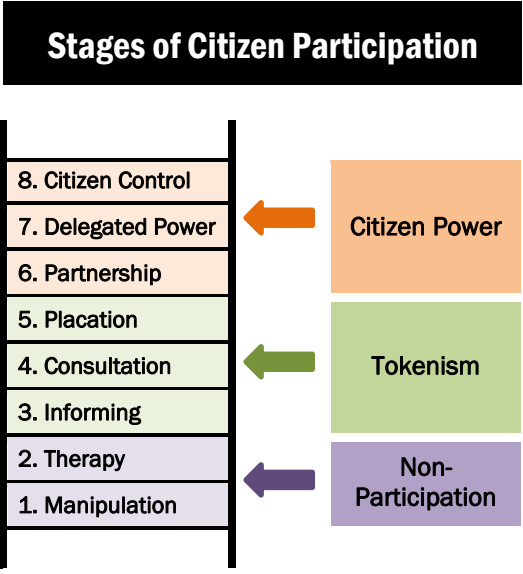 Stages of Citizen Participation
8. Citizen Control
7. Delegated Power
6. Partnership
5. Placation
4. Consultation
3. Informing
2. Therapy
1. Manipulation
Citizen Power
Tokenism
Non-
Participation